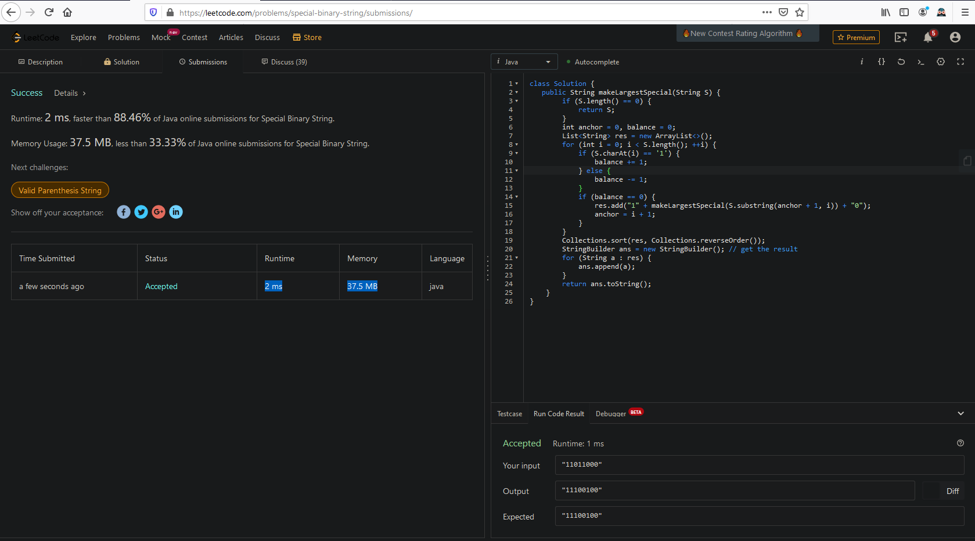 https://leetcode.com/problems/special-binary-string/submissions/
LeetCode Explore Problems Mock New Contest Articles Discuss Store
🔥New Contest Rating Algorithm 🔥
Premium
5
Description Solution Submissions Discuss (39)
Success Details >
Runtime: 2 ms, faster than 88.46% of Java online submissions for Special Binary String.
Memory Usage: 37.5 MB, less than 33.33% of Java online submissions for Special Binary String.
Next challenges:
Valid Parenthesis String
Show off your acceptance:
Time Submitted Status Runtime Memory Language
a few seconds ago Accepted 2 ms 37.5 MB java
i Java Autocomplete
1 class Solution {
2 public String makeLargestSpecial(String S) {
3 if (S.length() == 0) {
4 return S;
5 }
6 int anchor = 0, balance = 0;
7 List<String> res = new ArrayList<>();
8 for (int i = 0; i < S.length(); ++i) {
9 if (S.charAt(i) == '1') {
10 balance += 1;
11 } else {
12 balance -= 1;
13 }
14 if (balance == 0) {
15 res.add("1" + makeLargestSpecial(S.substring(anchor + 1, i)) + "0");
16 anchor = i + 1;
17 }
18 }
19 Collections.sort(res, Collections.reverseOrder());
20 StringBuilder ans = new StringBuilder(); // get the result
21 for (String a : res) {
22 ans.append(a);
23 }
24 return ans.toString();
25 }
26 }
Testcase Run Code Result Debugger BETA
Accepted Runtime: 1 ms
Your input "11011000"
Output "11100100" Diff
Expected "11100100"